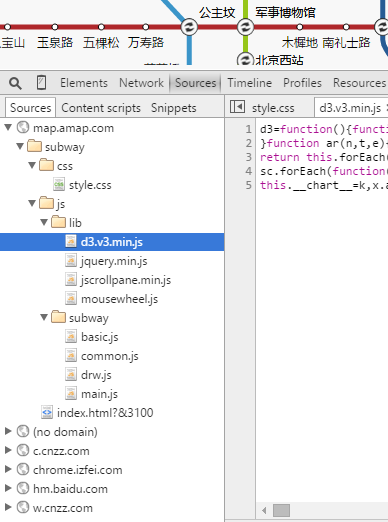 公主坟 军事博物馆
宝山 玉泉路 五棵松 万寿路 木樨地 南礼士路
北京西站
Elements Network Sources Timeline Profiles Resources
Sources Content scripts Snippets style.css d3.v3.min.js
map.amap.com
subway
css
style.css
js
lib
d3.v3.min.js
jquery.min.js
jscrollpane.min.js
mousewheel.js
subway
basic.js
common.js
drw.js
main.js
index.html?&3100
(no domain)
c.cnzz.com
chrome.izfei.com
hm.baidu.com
w.cnzz.com
1 d3=function(){functi
2 }function ar(n,t,e){
3 return this.forEach(
4 sc.forEach(function(
5 this.__chart__=k,x.a